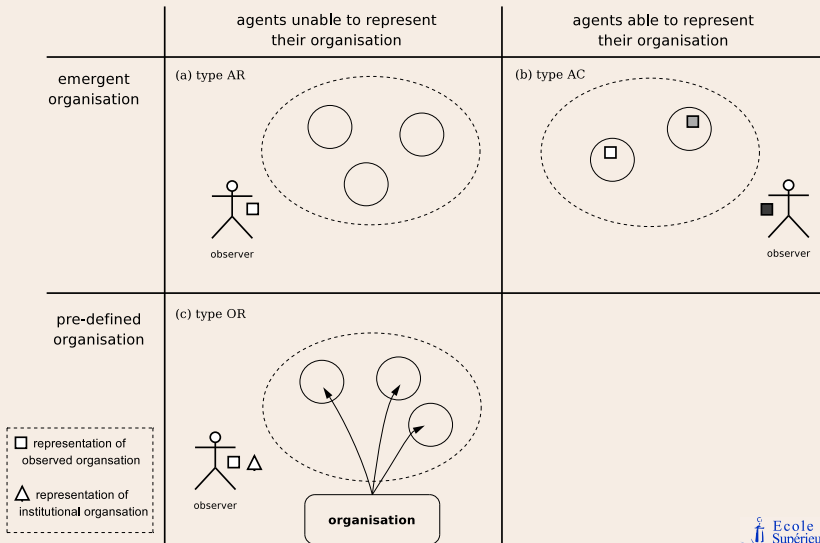 agents unable to represent
their organisation
agents able to represent
their organisation
emergent
organisation
(a) type AR
observer
(b) type AC
observer
pre-defined
organisation
(c) type OR
observer
organisation
representation of
observed organsation
representation of
institutional organsation
Ecole
Supérieu